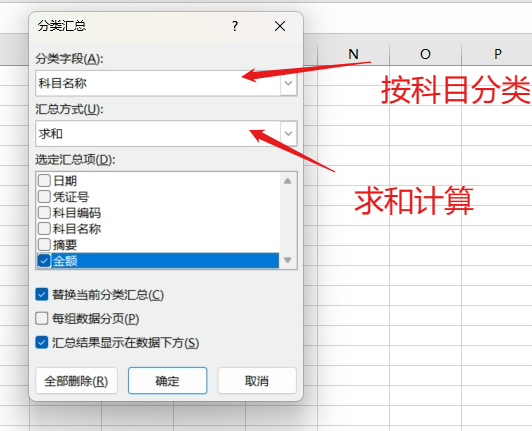 分类汇总 ? ×
N O P
分类字段(A):
科目名称
按科目分类
汇总方式(U):
求和
选定汇总项(D):
日期
凭证号
求和计算
科目编码
科目名称
摘要
金额
替换当前分类汇总(C)
每组数据分页(P)
汇总结果显示在数据下方(S)
全部删除(R) 确定 取消